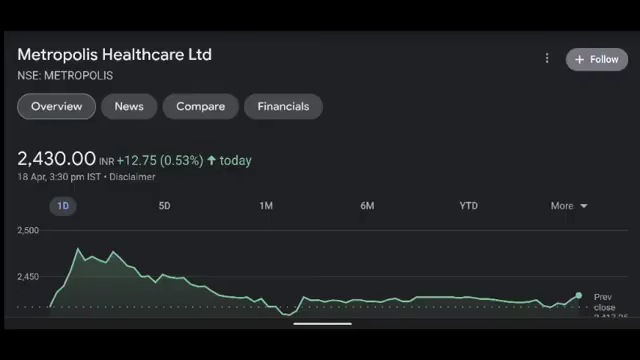 Metropolis Healthcare Ltd
NSE: METROPOLIS
+ Follow
Overview News Compare Financials
2,430.00 INR +12.75 (0.53%) ↑ today
18 Apr, 3:30 pm IST • Disclaimer
1D 5D 1M 6M YTD More
2,500
2,450
Prev
close